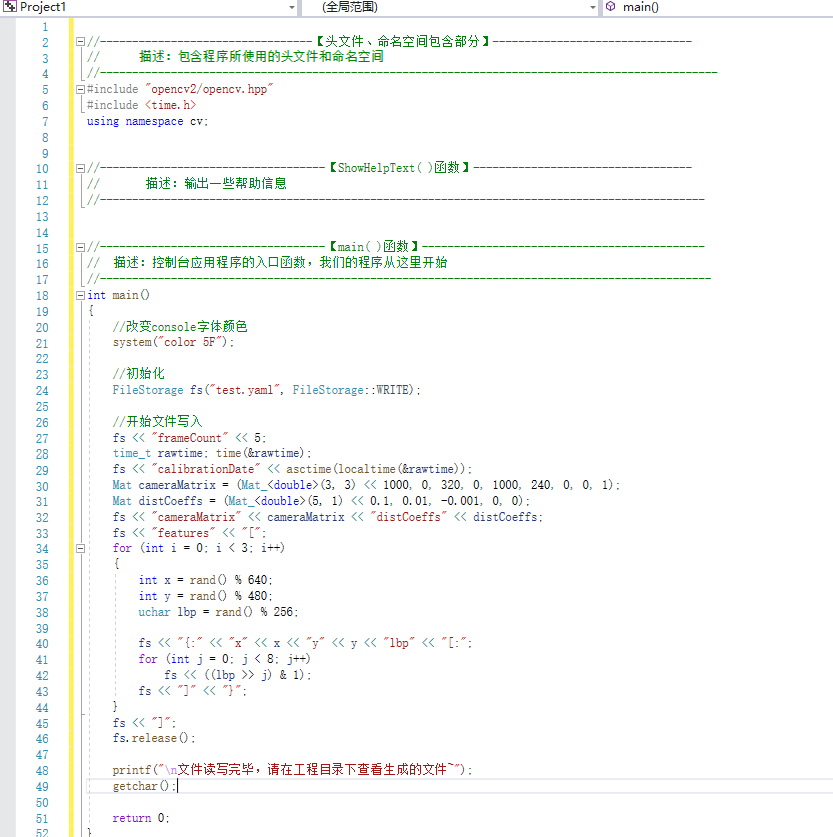 Project1 (全局范围) main()
1
2 //---------------------------------【头文件、命名空间包含部分】-------------------------------
3 // 描述：包含程序所使用的头文件和命名空间
4 //------------------------------------------------------------------------------------------------
5 #include "opencv2/opencv.hpp"
6 #include <time.h>
7 using namespace cv;
8
9
10 //-----------------------------------【ShowHelpText( )函数】----------------------------------
11 // 描述：输出一些帮助信息
12 //----------------------------------------------------------------------------------------------
13
14
15 //-----------------------------------【main( )函数】--------------------------------------------
16 // 描述：控制台应用程序的入口函数，我们的程序从这里开始
17 //-----------------------------------------------------------------------------------------------
18 int main()
19 {
20 //改变console字体颜色
21 system("color 5F");
22
23 //初始化
24 FileStorage fs("test.yaml", FileStorage::WRITE);
25
26 //开始文件写入
27 fs << "frameCount" << 5;
28 time_t rawtime; time(&rawtime);
29 fs << "calibrationDate" << asctime(localtime(&rawtime));
30 Mat cameraMatrix = (Mat_<double>(3, 3) << 1000, 0, 320, 0, 1000, 240, 0, 0, 1);
31 Mat distCoeffs = (Mat_<double>(5, 1) << 0.1, 0.01, -0.001, 0, 0);
32 fs << "cameraMatrix" << cameraMatrix << "distCoeffs" << distCoeffs;
33 fs << "features" << "[";
34 for (int i = 0; i < 3; i++)
35 {
36 int x = rand() % 640;
37 int y = rand() % 480;
38 uchar lbp = rand() % 256;
39
40 fs << "{:" << "x" << x << "y" << y << "lbp" << "[:";
41 for (int j = 0; j < 8; j++)
42 fs << ((lbp >> j) & 1);
43 fs << "]" << "}";
44 }
45 fs << "]";
46 fs.release();
47
48 printf("\n文件读写完毕，请在工程目录下查看生成的文件~");
49 getchar();
50
51 return 0;
52 }